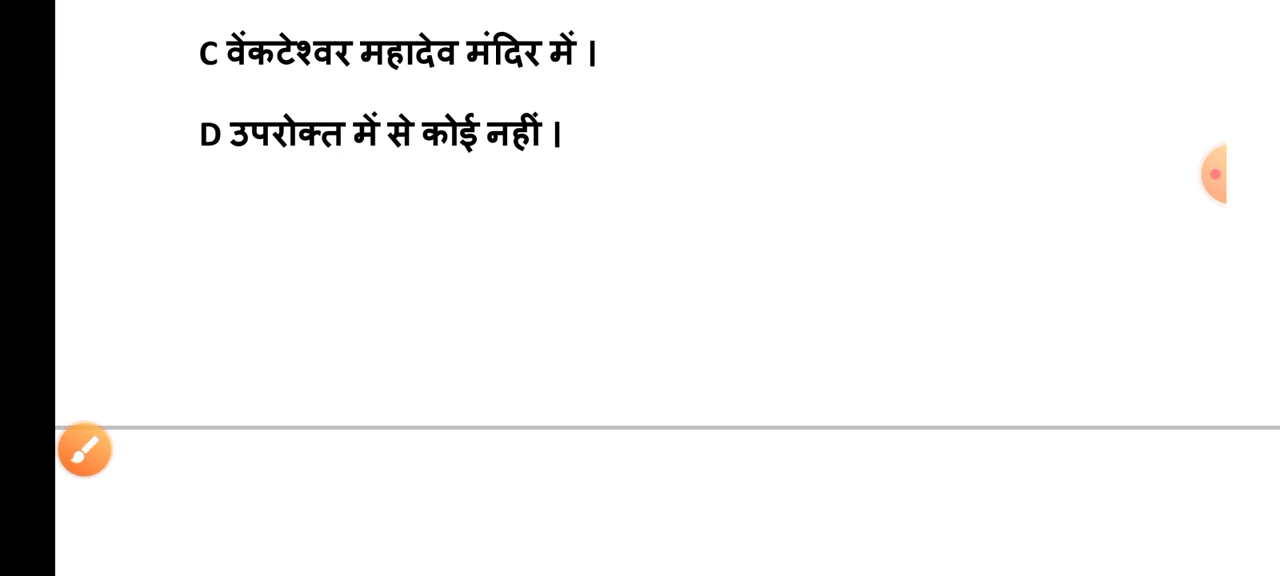 C वेंकटेश्वर महादेव मंदिर में ।
D उपरोक्त में से कोई नहीं ।